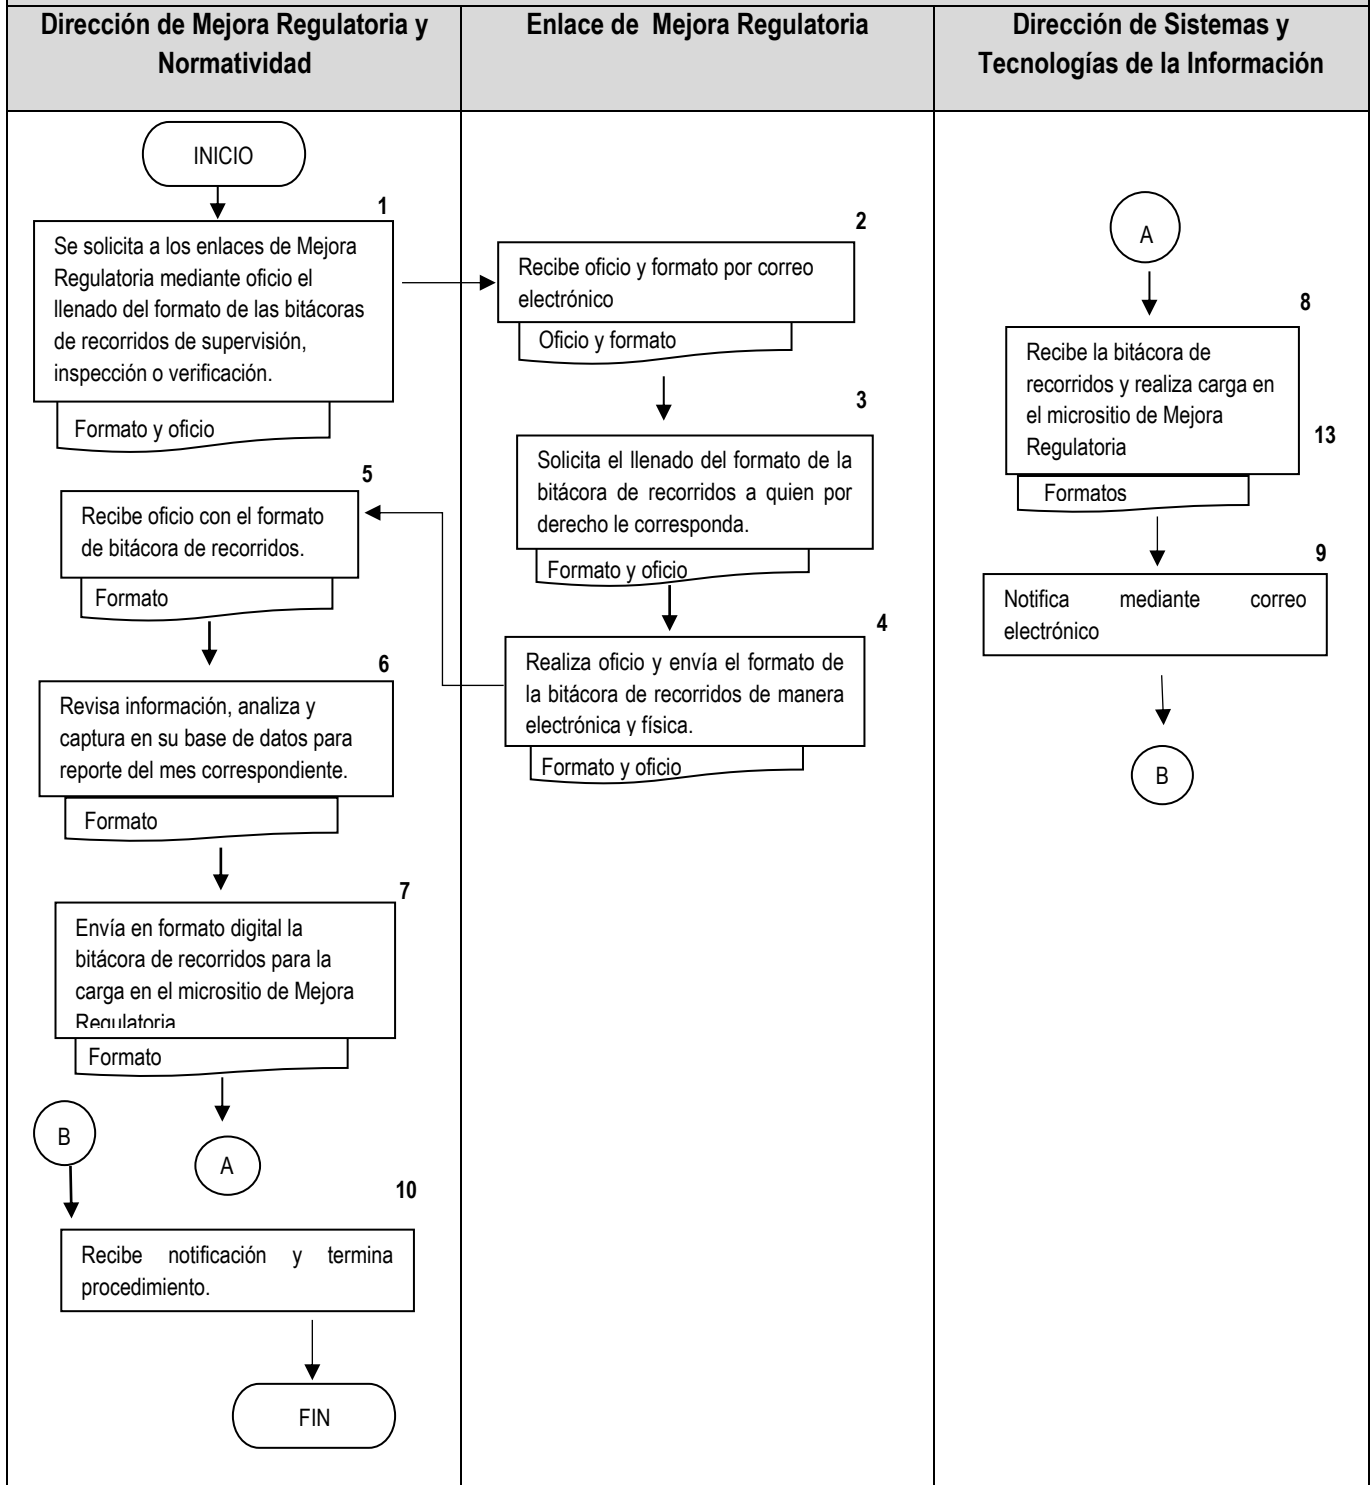 Dirección de Mejora Regulatoria y
Normatividad
Enlace de Mejora Regulatoria
Dirección de Sistemas y
Tecnologías de la Información
INICIO
1
Se solicita a los enlaces de Mejora
Regulatoria mediante oficio el
llenado del formato de las bitácoras
de recorridos de supervisión,
inspección o verificación.
Formato y oficio
2
Recibe oficio y formato por correo
electrónico
Oficio y formato
3
Solicita el llenado del formato de la
bitácora de recorridos a quien por
derecho le corresponda.
Formato y oficio
4
Realiza oficio y envía el formato de
la bitácora de recorridos de manera
electrónica y física.
Formato y oficio
5
Recibe oficio con el formato
de bitácora de recorridos.
Formato
6
Revisa información, analiza y
captura en su base de datos para
reporte del mes correspondiente.
Formato
7
Envía en formato digital la
bitácora de recorridos para la
carga en el micrositio de Mejora
Regulatoria
Formato
A
A
8
Recibe la bitácora de
recorridos y realiza carga en
el micrositio de Mejora
Regulatoria
13
Formatos
9
Notifica mediante correo
electrónico
B
B
10
Recibe notificación y termina
procedimiento.
FIN